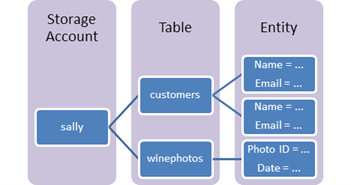 Storage
Account
Table
Entity
sally
customers
winephotos
Name = ...
Email = ...
Name = ...
Email = ...
Photo ID = ...
Date = ...